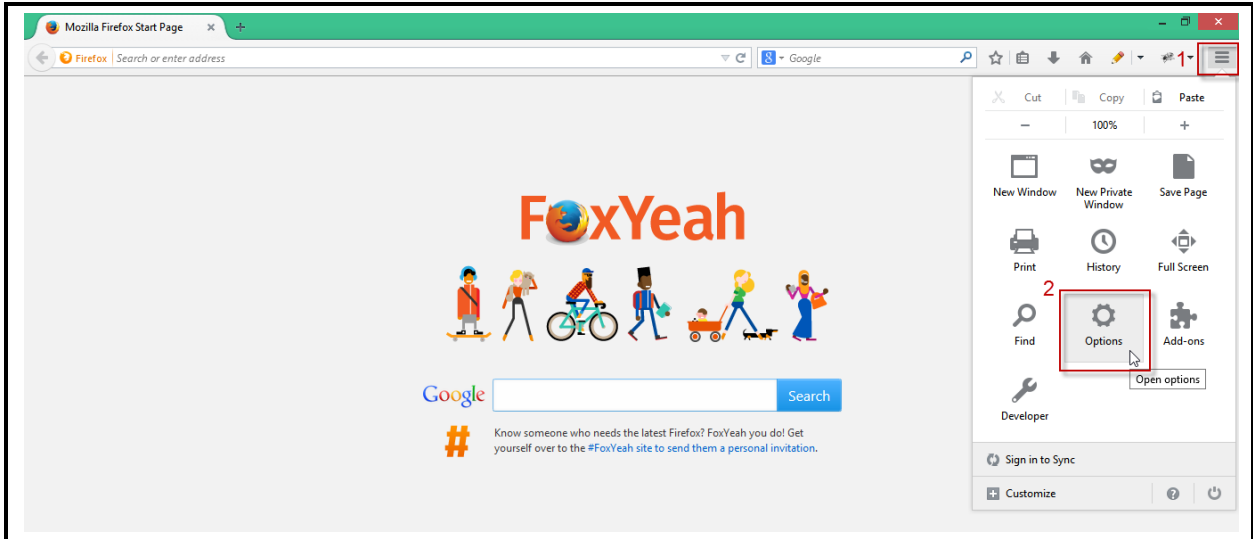 Mozilla Firefox Start Page
Firefox Search or enter address
8 Google
1
Cut Copy Paste
− 100% +
New Window New Private Window Save Page
Print History Full Screen
2
Find Options Add-ons
Open options
Developer
Sign in to Sync
Customize
FoxYeah
Google Search
# Know someone who needs the latest Firefox? FoxYeah you do! Get
yourself over to the #FoxYeah site to send them a personal invitation.